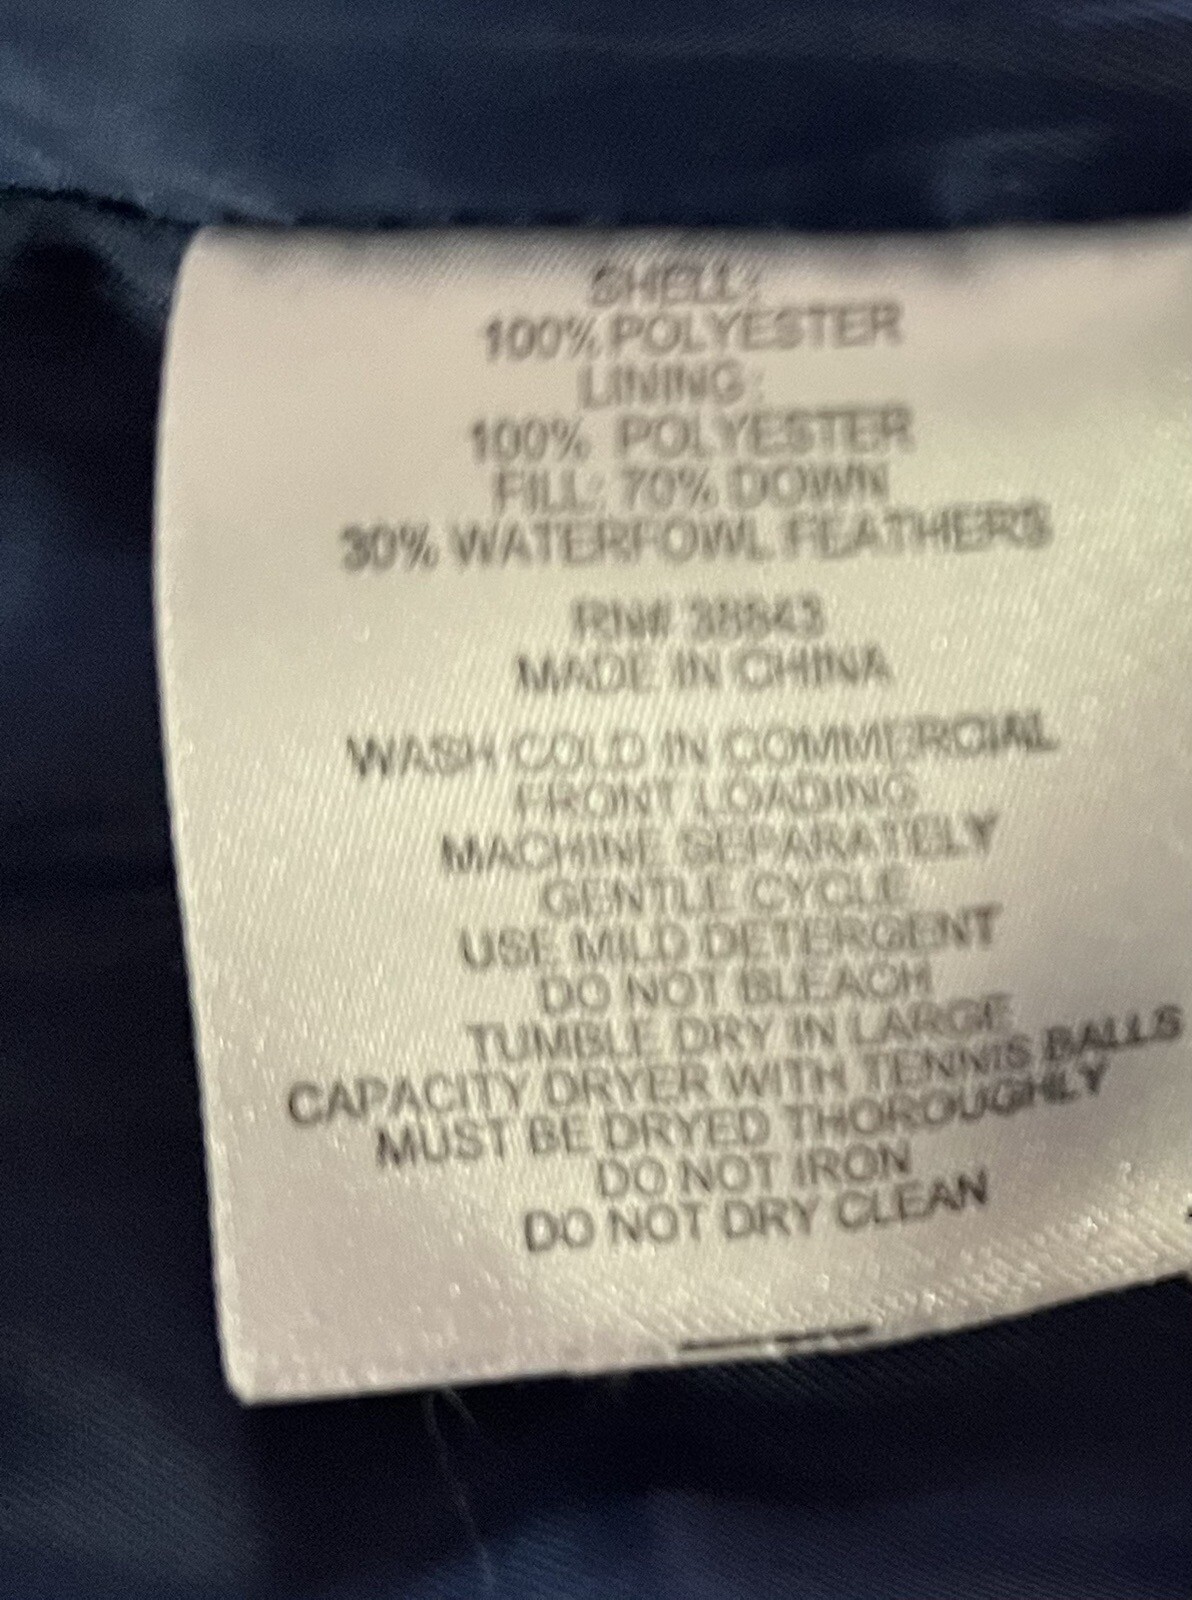 SHELL:
100% POLYESTER
LINING:
100% POLYESTER
FILL: 70% DOWN
30% WATERFOWL FEATHERS
RN# 38643
MADE IN CHINA
WASH COLD IN COMMERCIAL
FRONT LOADING
MACHINE SEPARATELY
GENTLE CYCLE
USE MILD DETERGENT
DO NOT BLEACH
TUMBLE DRY IN LARGE
CAPACITY DRYER WITH TENNIS BALLS
MUST BE DRYED THOROUGHLY
DO NOT IRON
DO NOT DRY CLEAN